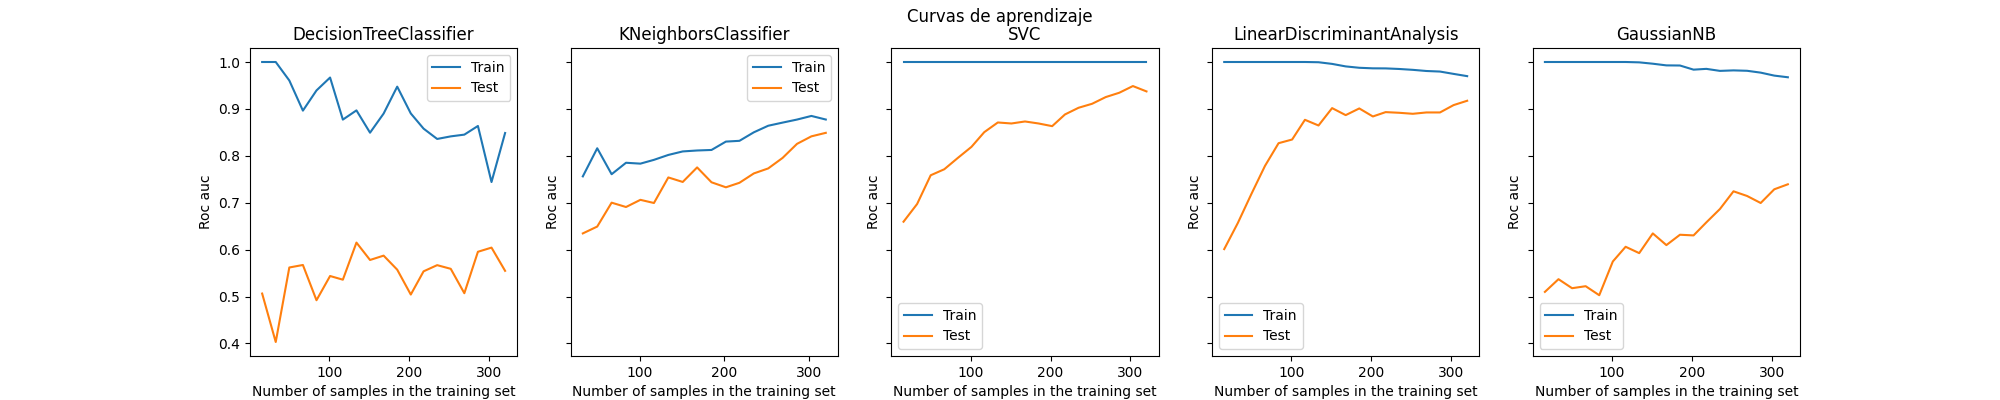 Curvas de aprendizaje
DecisionTreeClassifier
KNeighborsClassifier
SVC
LinearDiscriminantAnalysis
GaussianNB
Roc auc
1.0
0.9
0.8
0.7
0.6
0.5
0.4
Train
Test
100 200 300
Number of samples in the training set
Roc auc
Train
Test
100 200 300
Number of samples in the training set
Roc auc
Train
Test
100 200 300
Number of samples in the training set
Roc auc
Train
Test
100 200 300
Number of samples in the training set
Roc auc
Train
Test
100 200 300
Number of samples in the training set